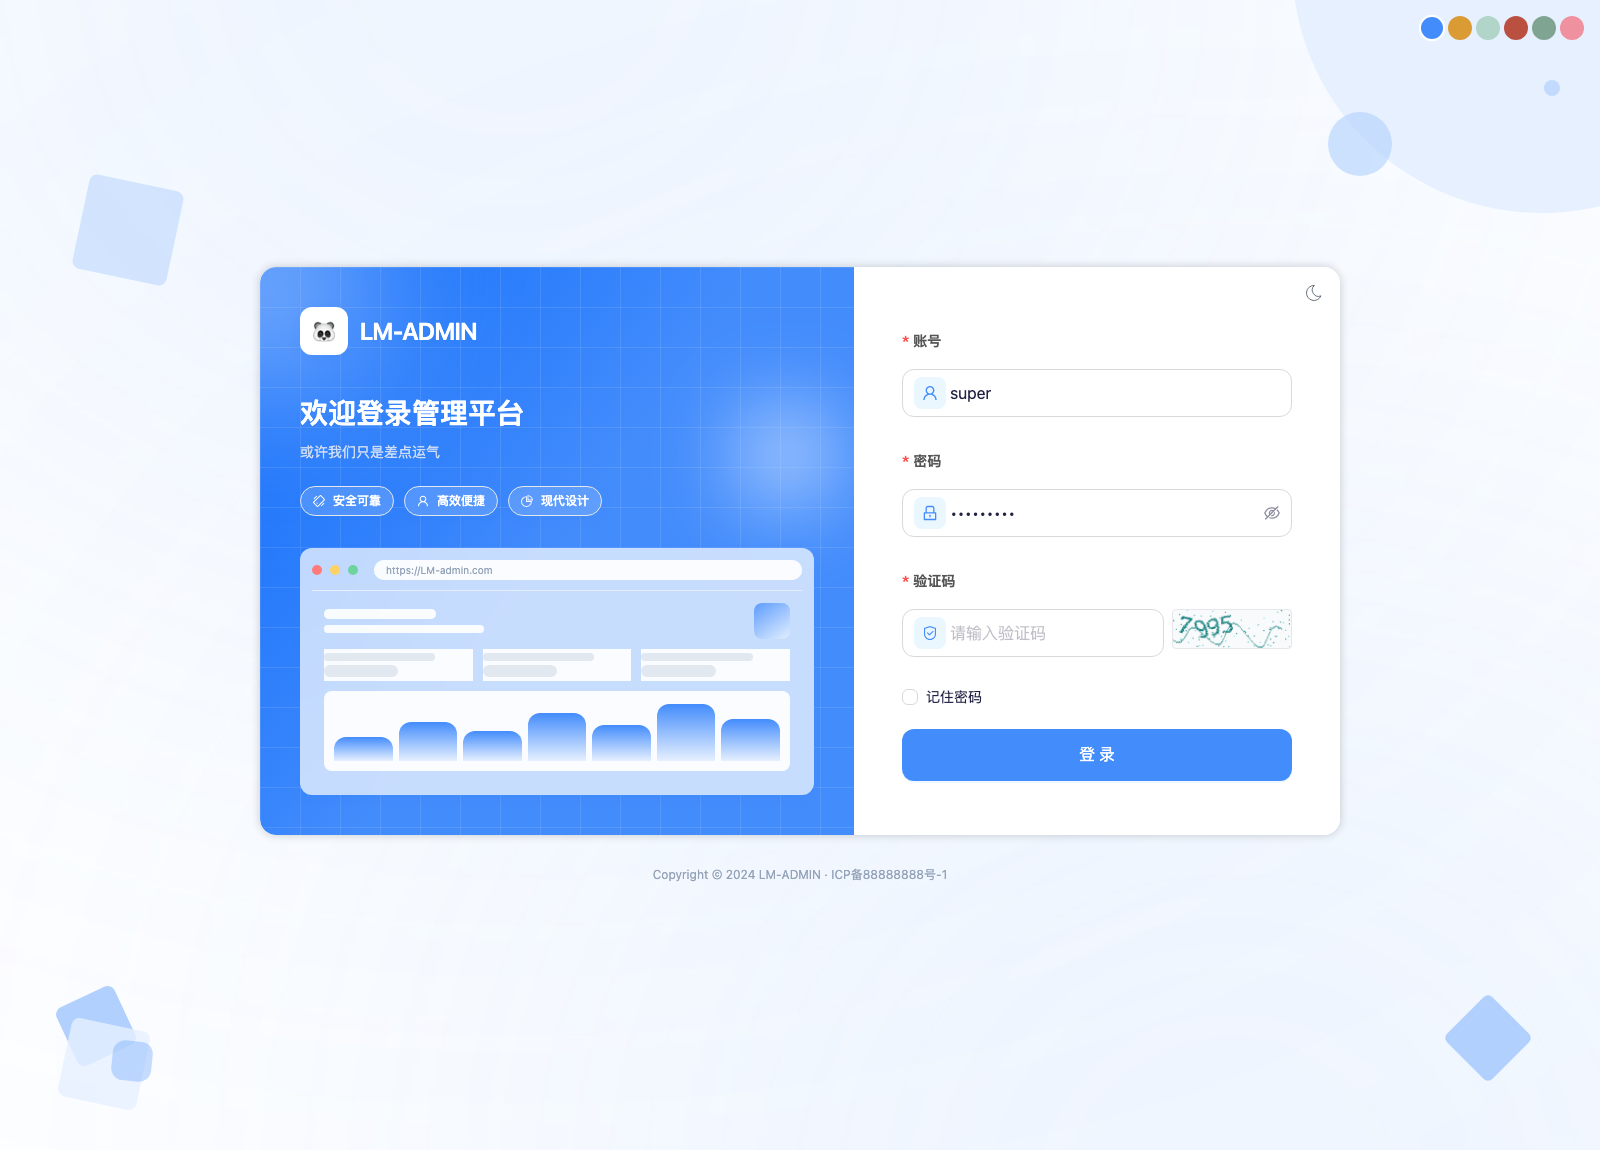 LM-ADMIN
欢迎登录管理平台
或许我们只是差点运气
安全可靠
高效便捷
现代设计
https://LM-admin.com
* 账号
super
* 密码
•••••••••
* 验证码
请输入验证码
7995
记住密码
登 录
Copyright © 2024 LM-ADMIN · ICP备88888888号-1